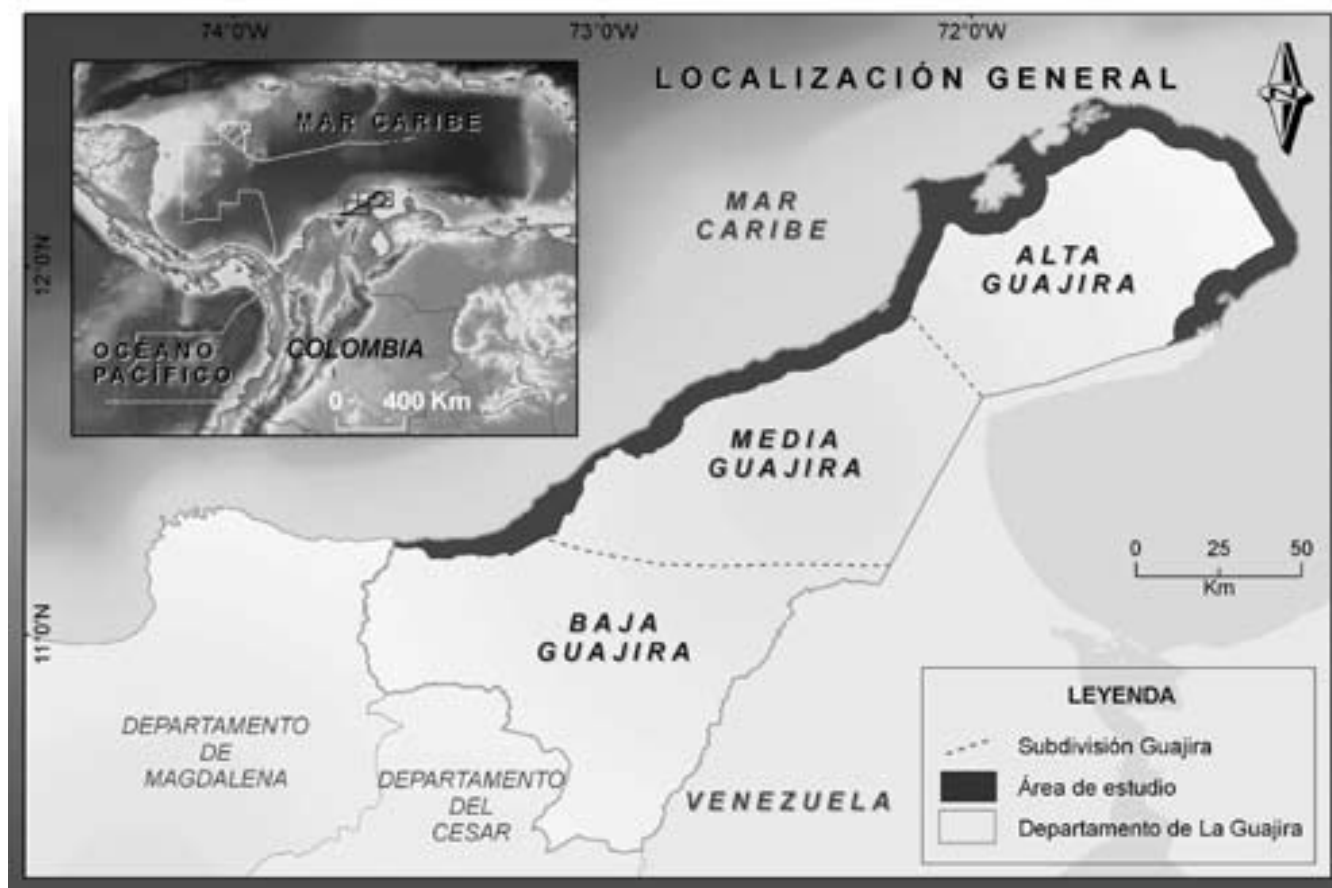 74°0'W
73°0'W
72°0'W
LOCALIZACIÓN GENERAL
N
MAR CARIBE
OCÉANO
PACÍFICO
COLOMBIA
0 400 Km
MAR
CARIBE
12°0'N
11°0'N
ALTA
GUAJIRA
MEDIA
GUAJIRA
BAJA
GUAJIRA
0 25 50
Km
DEPARTAMENTO
DE
MAGDALENA
DEPARTAMENTO
DEL
CESAR
VENEZUELA
LEYENDA
Subdivisión Guajira
Área de estudio
Departamento de La Guajira